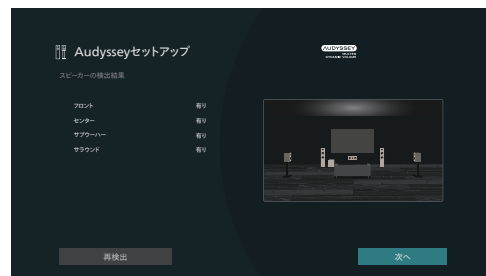 Audysseyセットアップ
スピーカーの検出結果
フロント 有り
センター 有り
サブウーハー 有り
サラウンド 有り
AUDYSSEY
MULTEQ
DYNAMIC VOLUME
再検出
次へ